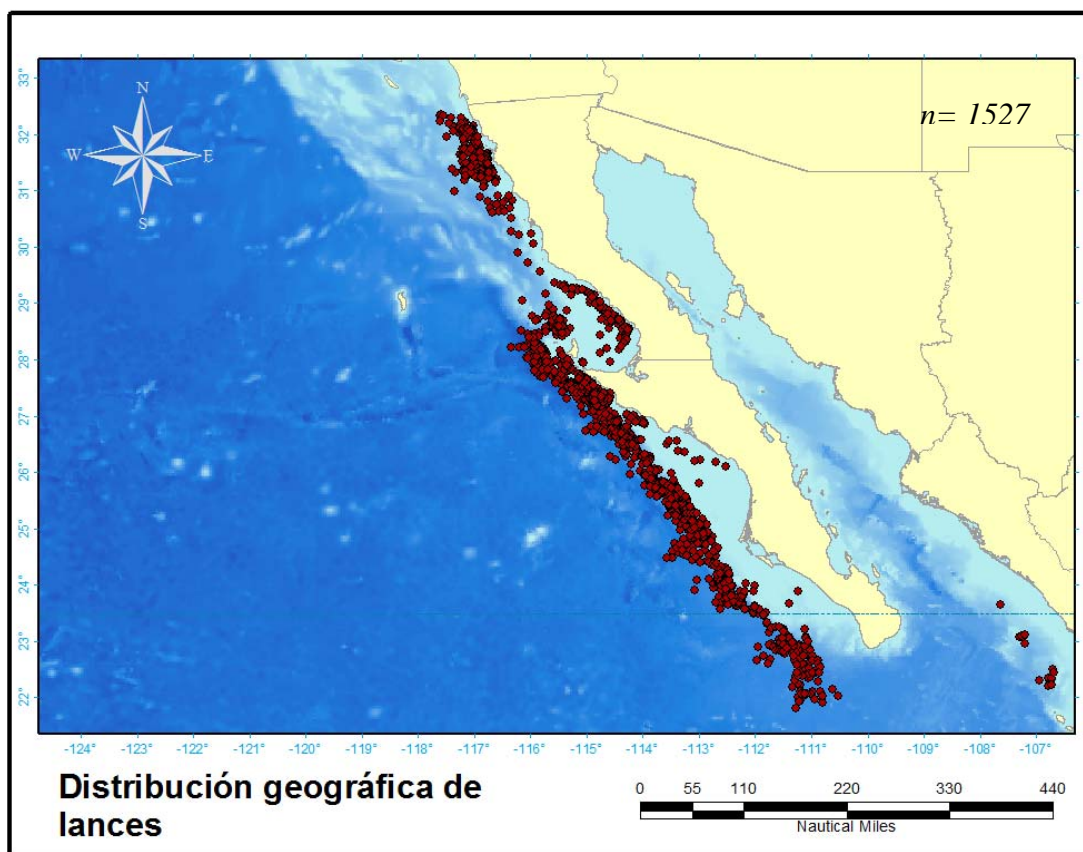 N
W E
S
n= 1527
33°
32°
31°
30°
29°
28°
27°
26°
25°
24°
23°
22°
-124° -123° -122° -121° -120° -119° -118° -117° -116° -115° -114° -113° -112° -111° -110° -109° -108° -107°
Distribución geográfica de
lances
0 55 110 220 330 440
Nautical Miles